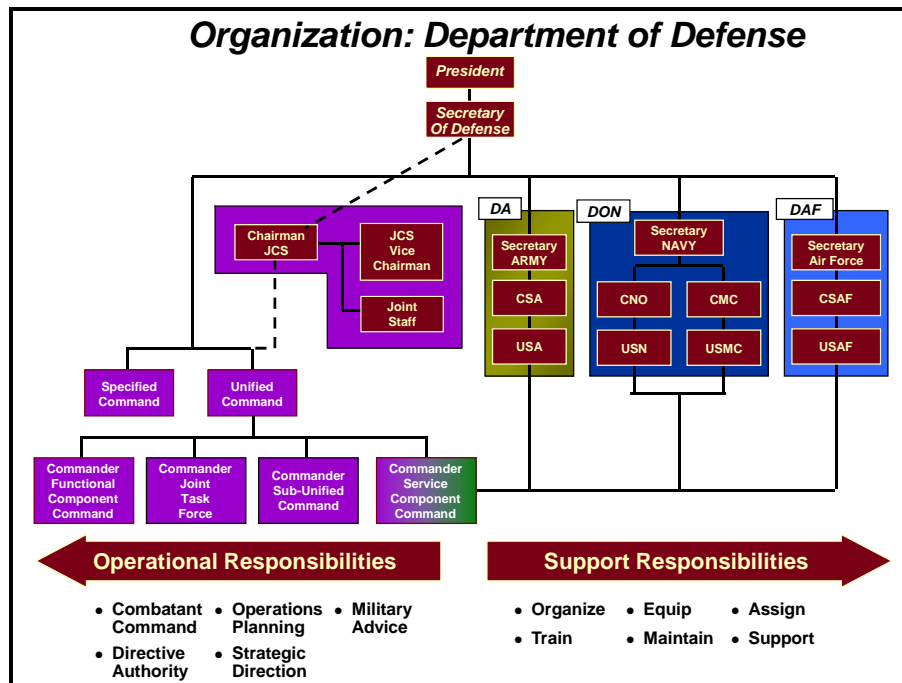 Organization: Department of Defense
President
Secretary
Of Defense
DA
DON
DAF
Chairman
JCS
JCS
Vice
Chairman
Joint
Staff
Secretary
ARMY
CSA
USA
Secretary
NAVY
CNO
CMC
USN
USMC
Secretary
Air Force
CSAF
USAF
Specified
Command
Unified
Command
Commander
Functional
Component
Command
Commander
Joint
Task
Force
Commander
Sub-Unified
Command
Commander
Service
Component
Command
Operational Responsibilities
• Combatant
Command
• Operations
Planning
• Military
Advice
• Directive
Authority
• Strategic
Direction
Support Responsibilities
• Organize
• Equip
• Assign
• Train
• Maintain
• Support